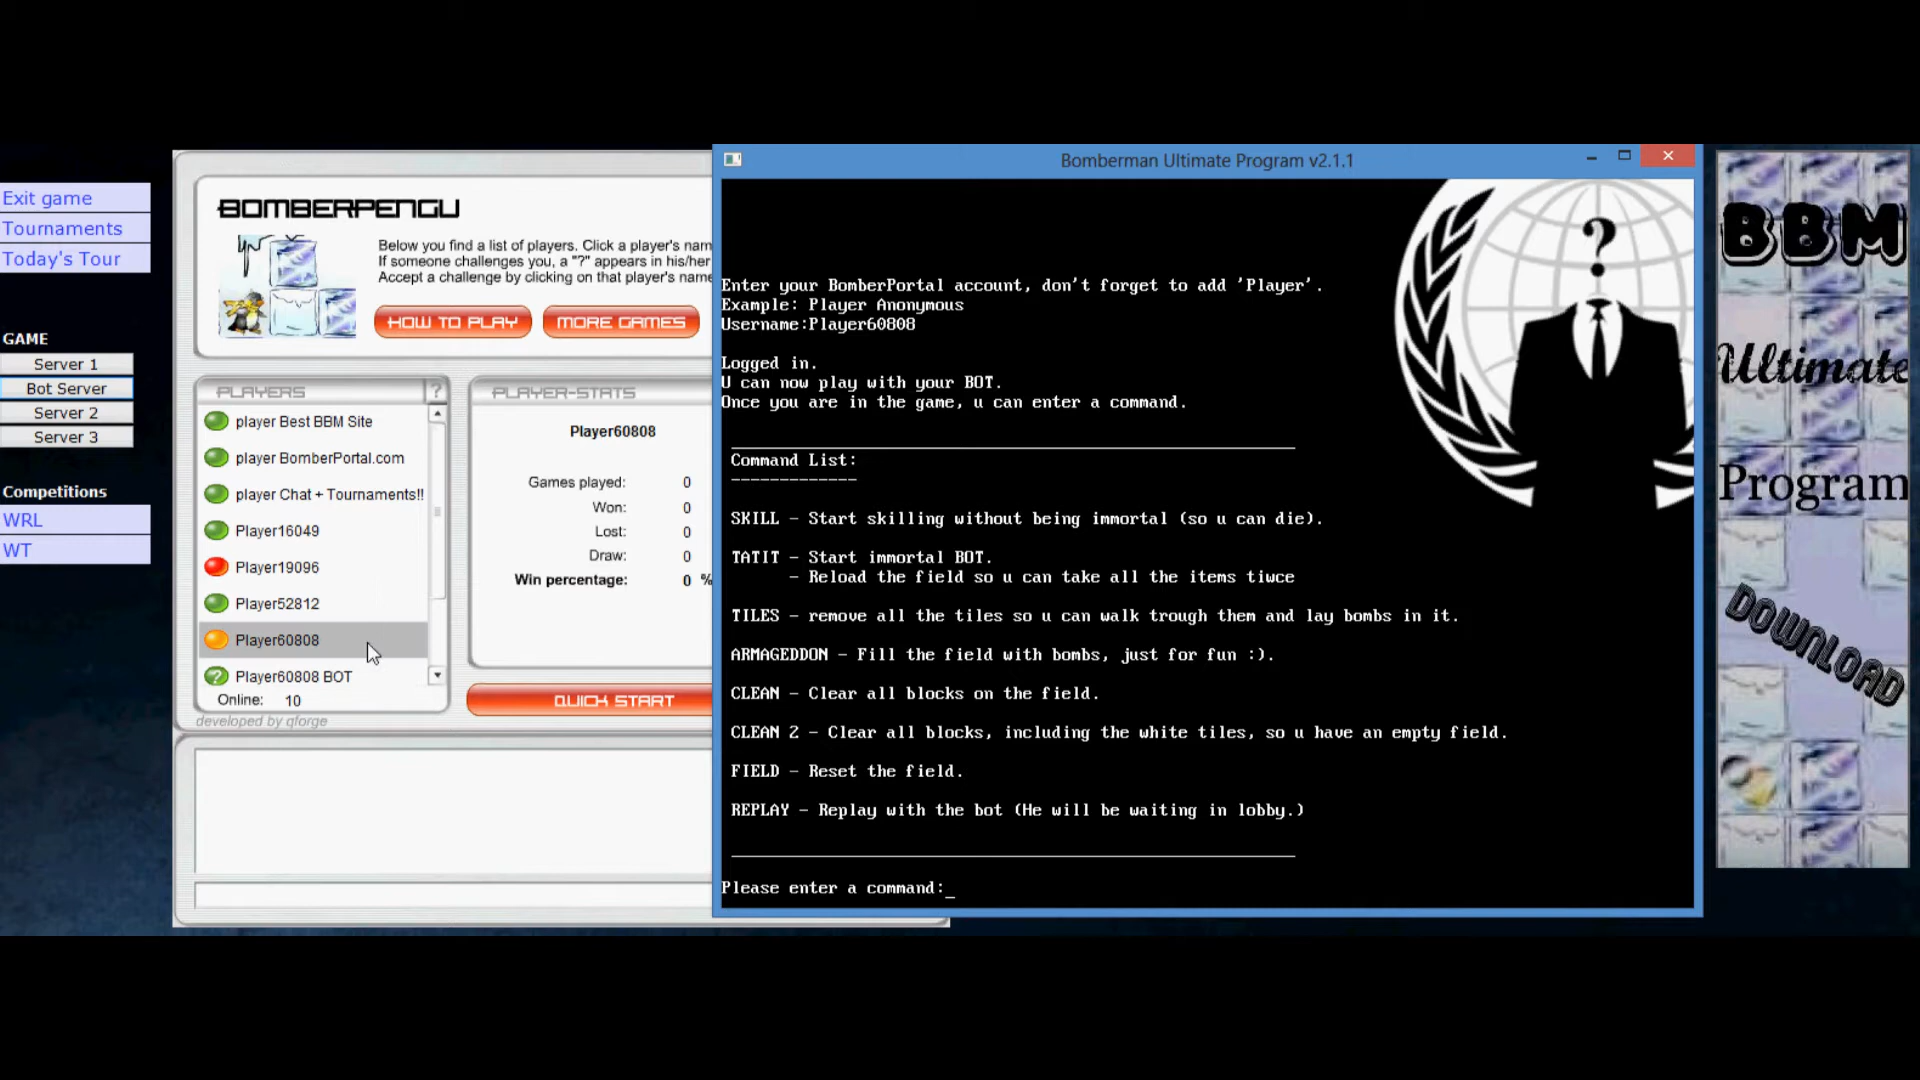 Exit game
Tournaments
Today's Tour
GAME
Server 1
Bot Server
Server 2
Server 3
Competitions
WRL
WT
BOMBERPENGU
Below you find a list of players. Click a player's nam
If someone challenges you, a "?" appears in his/her
Accept a challenge by clicking on that player's name
HOW TO PLAY
MORE GAMES
PLAYERS
?
player Best BBM Site
player BomberPortal.com
player Chat + Tournaments!!
Player16049
Player19096
Player52812
Player60808
? Player60808 BOT
Online: 10
developed by qforge
PLAYER-STATS
Player60808
Games played: 0
Won: 0
Lost: 0
Draw: 0
Win percentage: 0 %
QUICK START
Bomberman Ultimate Program v2.1.1
?
Enter your BomberPortal account, don't forget to add 'Player'.
Example: Player Anonymous
Username:Player60808
Logged in.
U can now play with your BOT.
Once you are in the game, u can enter a command.
Command List:
-------------
SKILL - Start skilling without being immortal (so u can die).
TATIT - Start immortal BOT.
- Reload the field so u can take all the items tiwce
TILES - remove all the tiles so u can walk trough them and lay bombs in it.
ARMAGEDDON - Fill the field with bombs, just for fun :).
CLEAN - Clear all blocks on the field.
CLEAN 2 - Clear all blocks, including the white tiles, so u have an empty field.
FIELD - Reset the field.
REPLAY - Replay with the bot (He will be waiting in lobby.)
Please enter a command:_
BBM
Ultimate
Program
DOWNLOAD